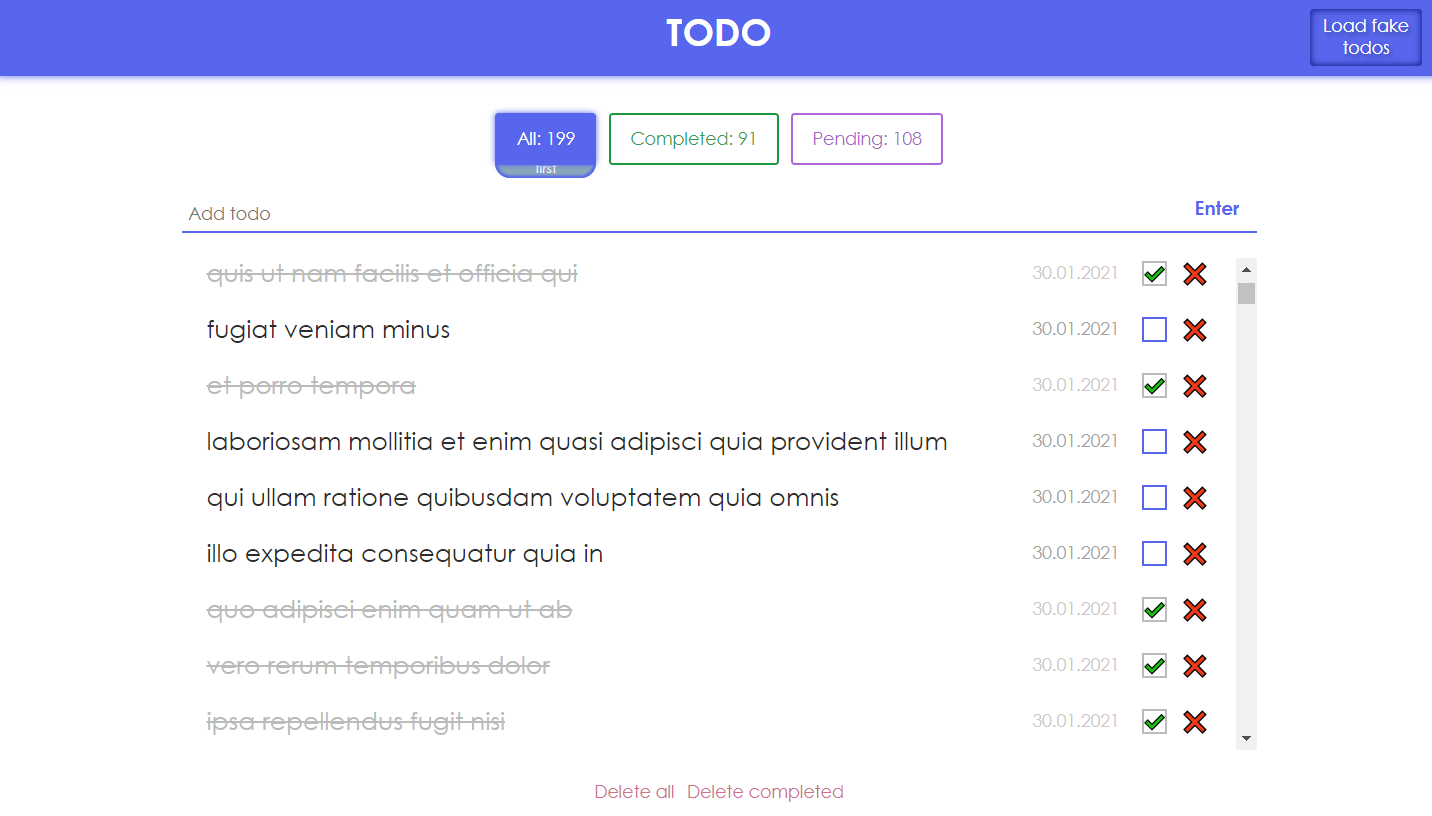 TODO
Load fake
todos
All: 199
Completed: 91
Pending: 108
first
Add todo
Enter
quis ut nam facilis et officia qui 30.01.2021
fugiat veniam minus 30.01.2021
et porro tempora 30.01.2021
laboriosam mollitia et enim quasi adipisci quia provident illum 30.01.2021
qui ullam ratione quibusdam voluptatem quia omnis 30.01.2021
illo expedita consequatur quia in 30.01.2021
quo adipisci enim quam ut ab 30.01.2021
vero rerum temporibus dolor 30.01.2021
ipsa repellendus fugit nisi 30.01.2021
Delete all Delete completed